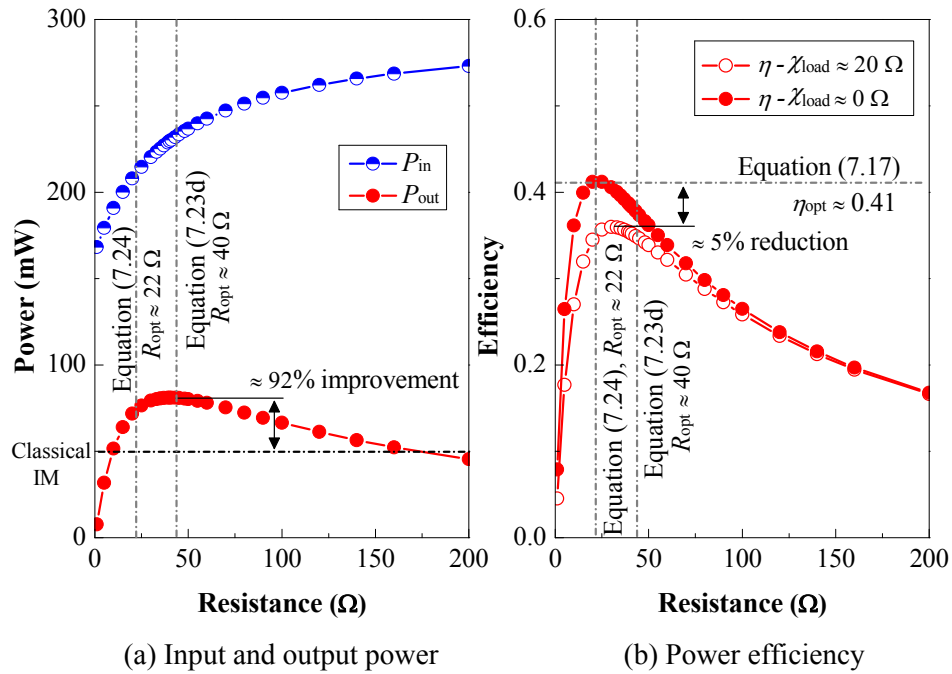 300
200
100
0
Power (mW)
Classical
IM
Equation (7.24)
R_opt ≈ 22 Ω
Equation (7.23d)
R_opt ≈ 40 Ω
P_in
P_out
≈ 92% improvement
0 50 100 150 200
Resistance (Ω)
(a) Input and output power
0.6
0.4
0.2
0.0
Efficiency
η - χ_load ≈ 20 Ω
η - χ_load ≈ 0 Ω
Equation (7.17)
η_opt ≈ 0.41
≈ 5% reduction
Equation (7.24), R_opt ≈ 22 Ω
Equation (7.23d)
R_opt ≈ 40 Ω
0 50 100 150 200
Resistance (Ω)
(b) Power efficiency